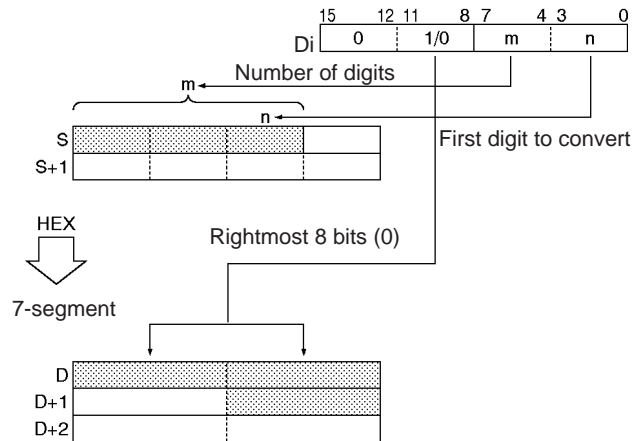 15 12 11 8 7 4 3 0
Di 0 1/0 m n
Number of digits
m
n
First digit to convert
S
S+1
HEX
Rightmost 8 bits (0)
7-segment
D
D+1
D+2